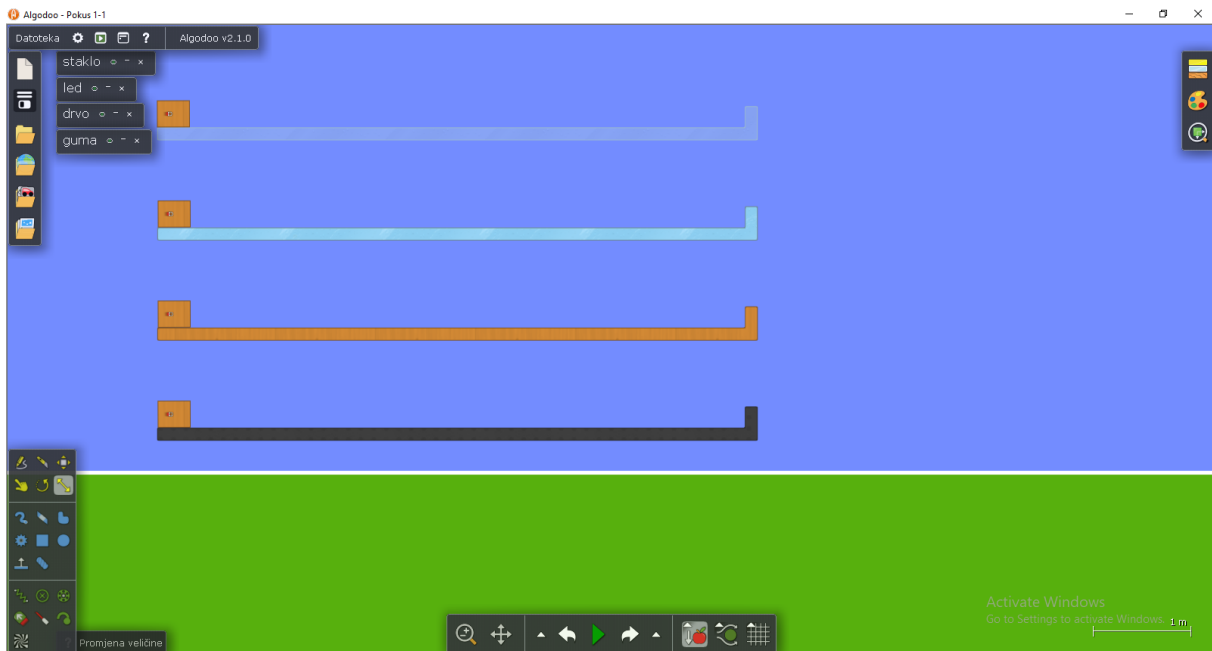 Algodoo - Pokus 1-1
Datoteka ? Algodoo v2.1.0
staklo
led
drvo
guma
Activate Windows
Go to Settings to activate Windows.
1 m
? Promjena veličine